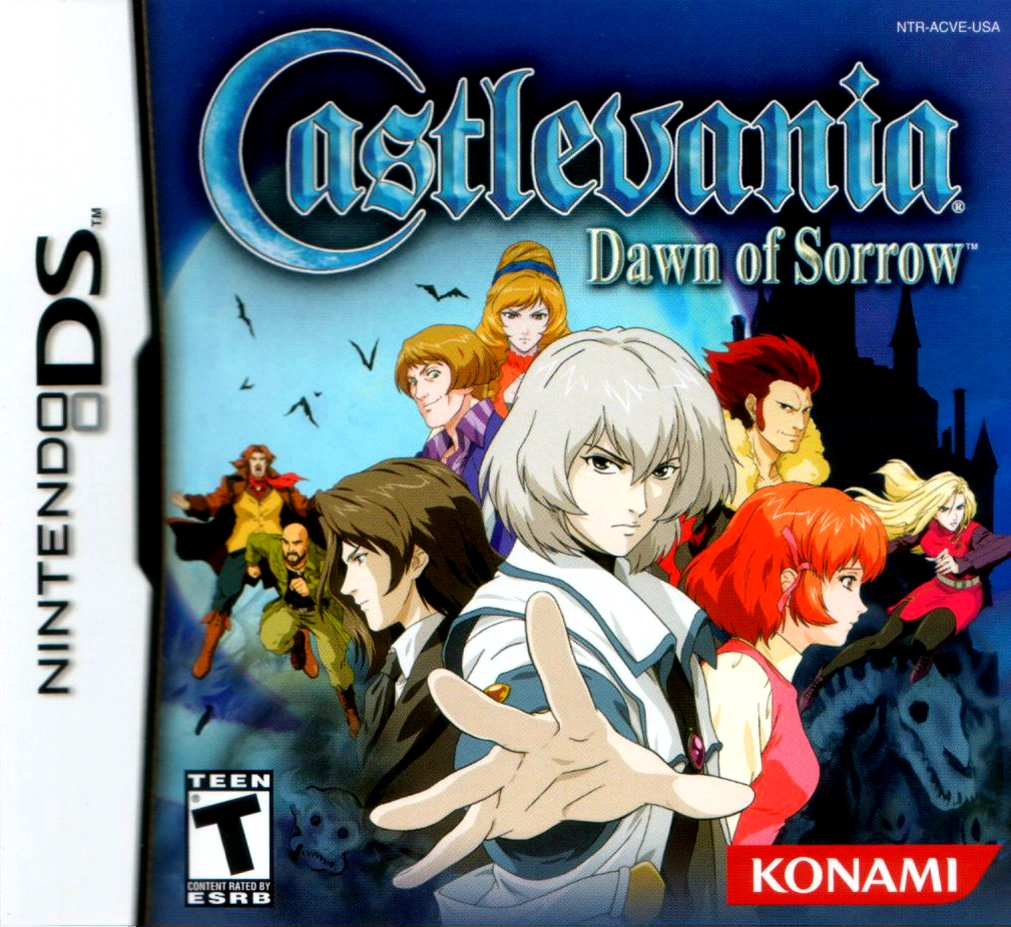 NTR-ACVE-USA
Castlevania®
Dawn of Sorrow™
NINTENDO DS™
TEEN
T®
CONTENT RATED BY
ESRB
KONAMI